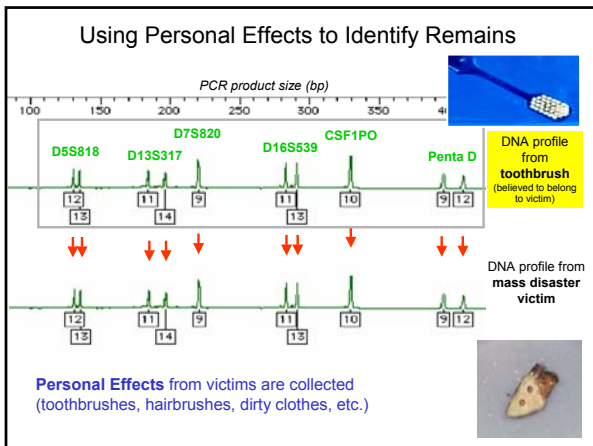 Using Personal Effects to Identify Remains
PCR product size (bp)
100 150 200 250 300 350
D5S818
D13S317
D7S820
D16S539
CSF1PO
Penta D
DNA profile
from
toothbrush
(believed to belong
to victim)
12 11 9 11 10 9 12
13 14 13
DNA profile from
mass disaster
victim
12 11 9 11 10 9 12
13 14 13
Personal Effects from victims are collected
(toothbrushes, hairbrushes, dirty clothes, etc.)